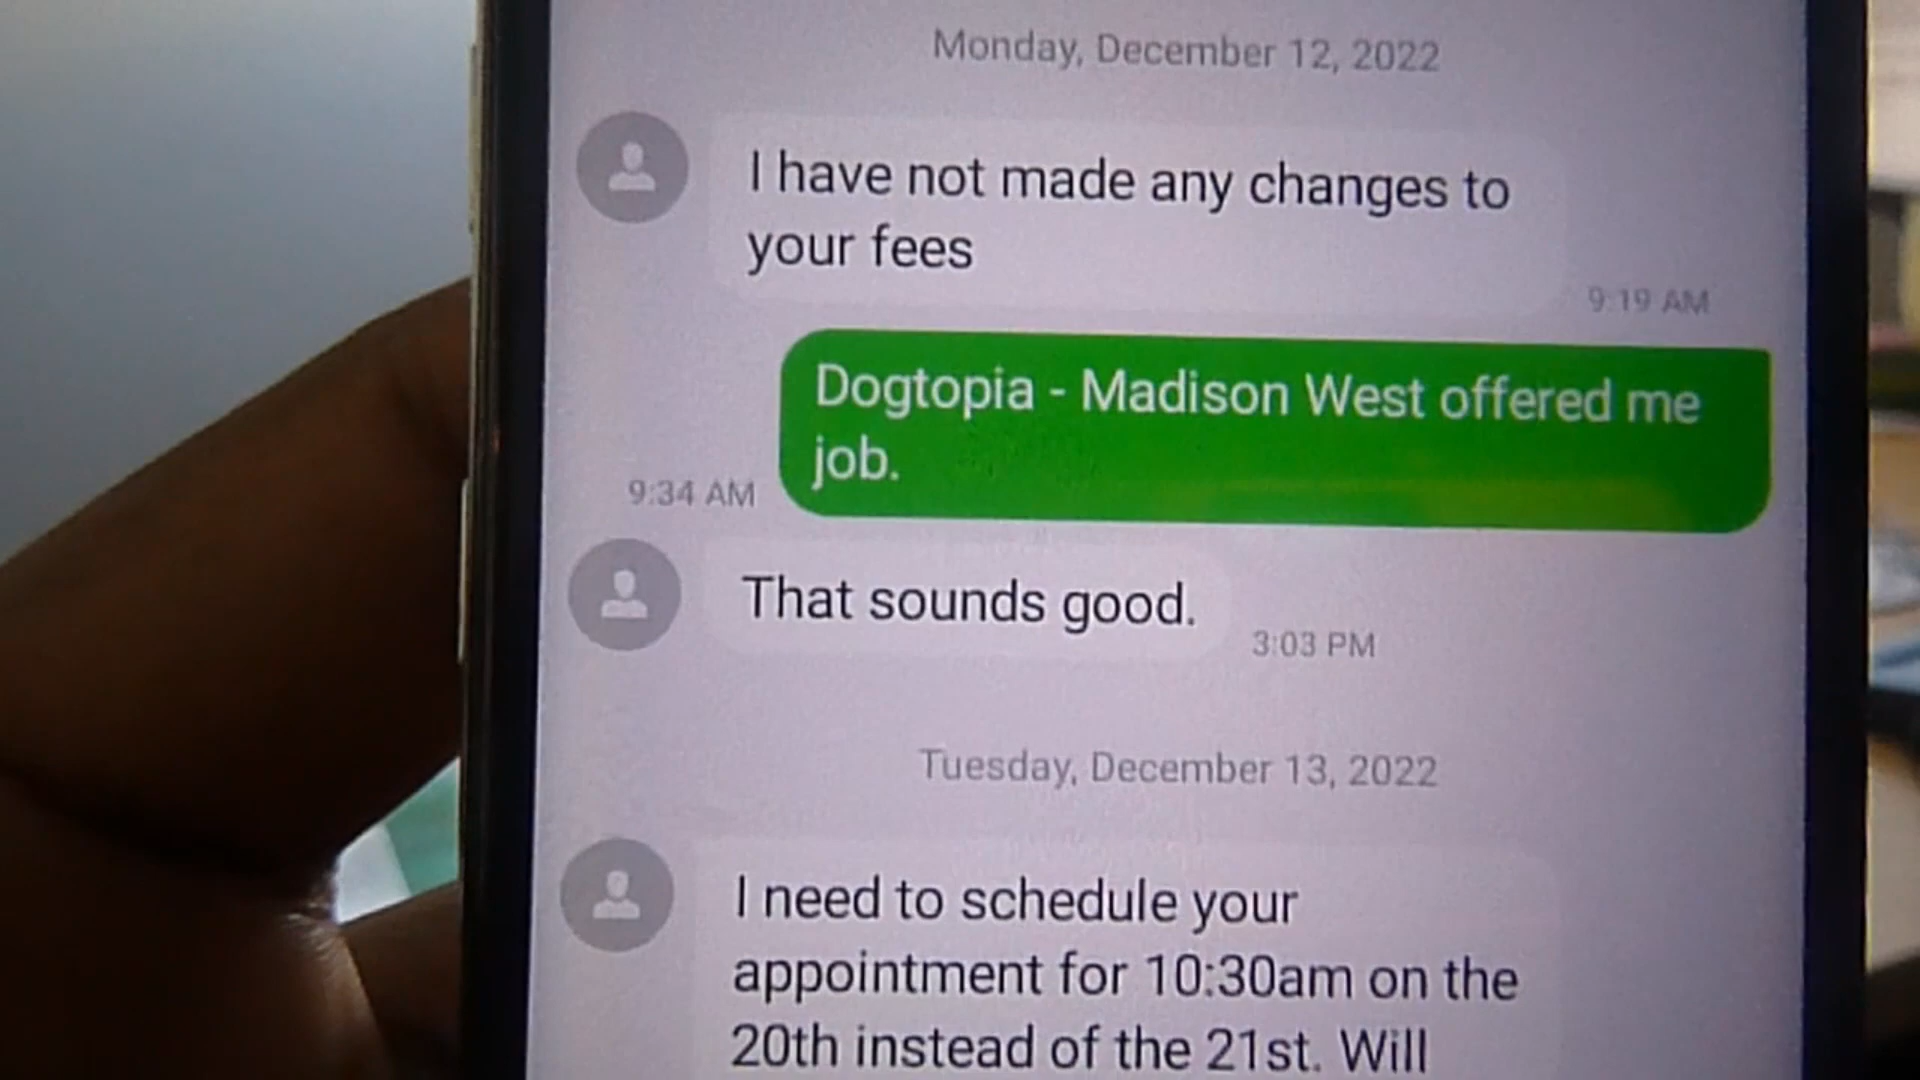 Monday, December 12, 2022
I have not made any changes to
your fees
9:19 AM
Dogtopia - Madison West offered me
job.
9:34 AM
That sounds good.
3:03 PM
Tuesday, December 13, 2022
I need to schedule your
appointment for 10:30am on the
20th instead of the 21st. Will